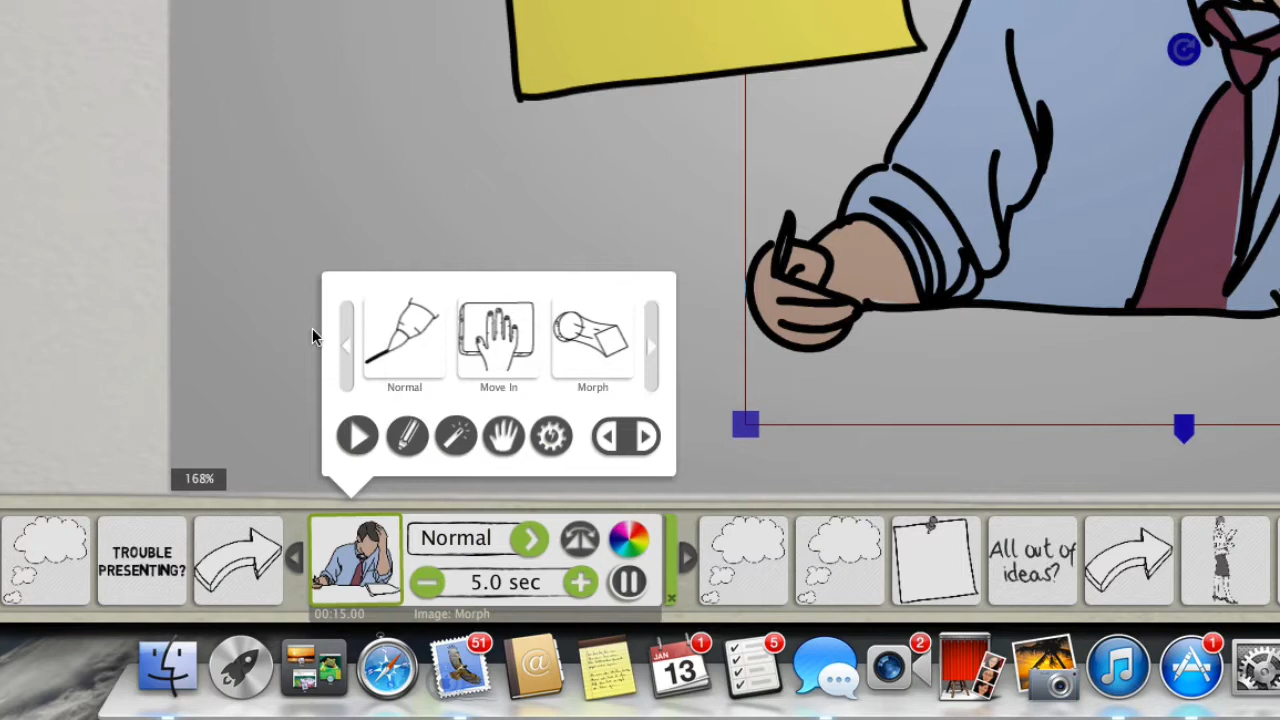 Normal
Move In
Morph
168%
TROUBLE
PRESENTING?
Normal
5.0 sec
00:15.00
Image: Morph
All out of
ideas?
51
@
JAN
13
1
5
2
1